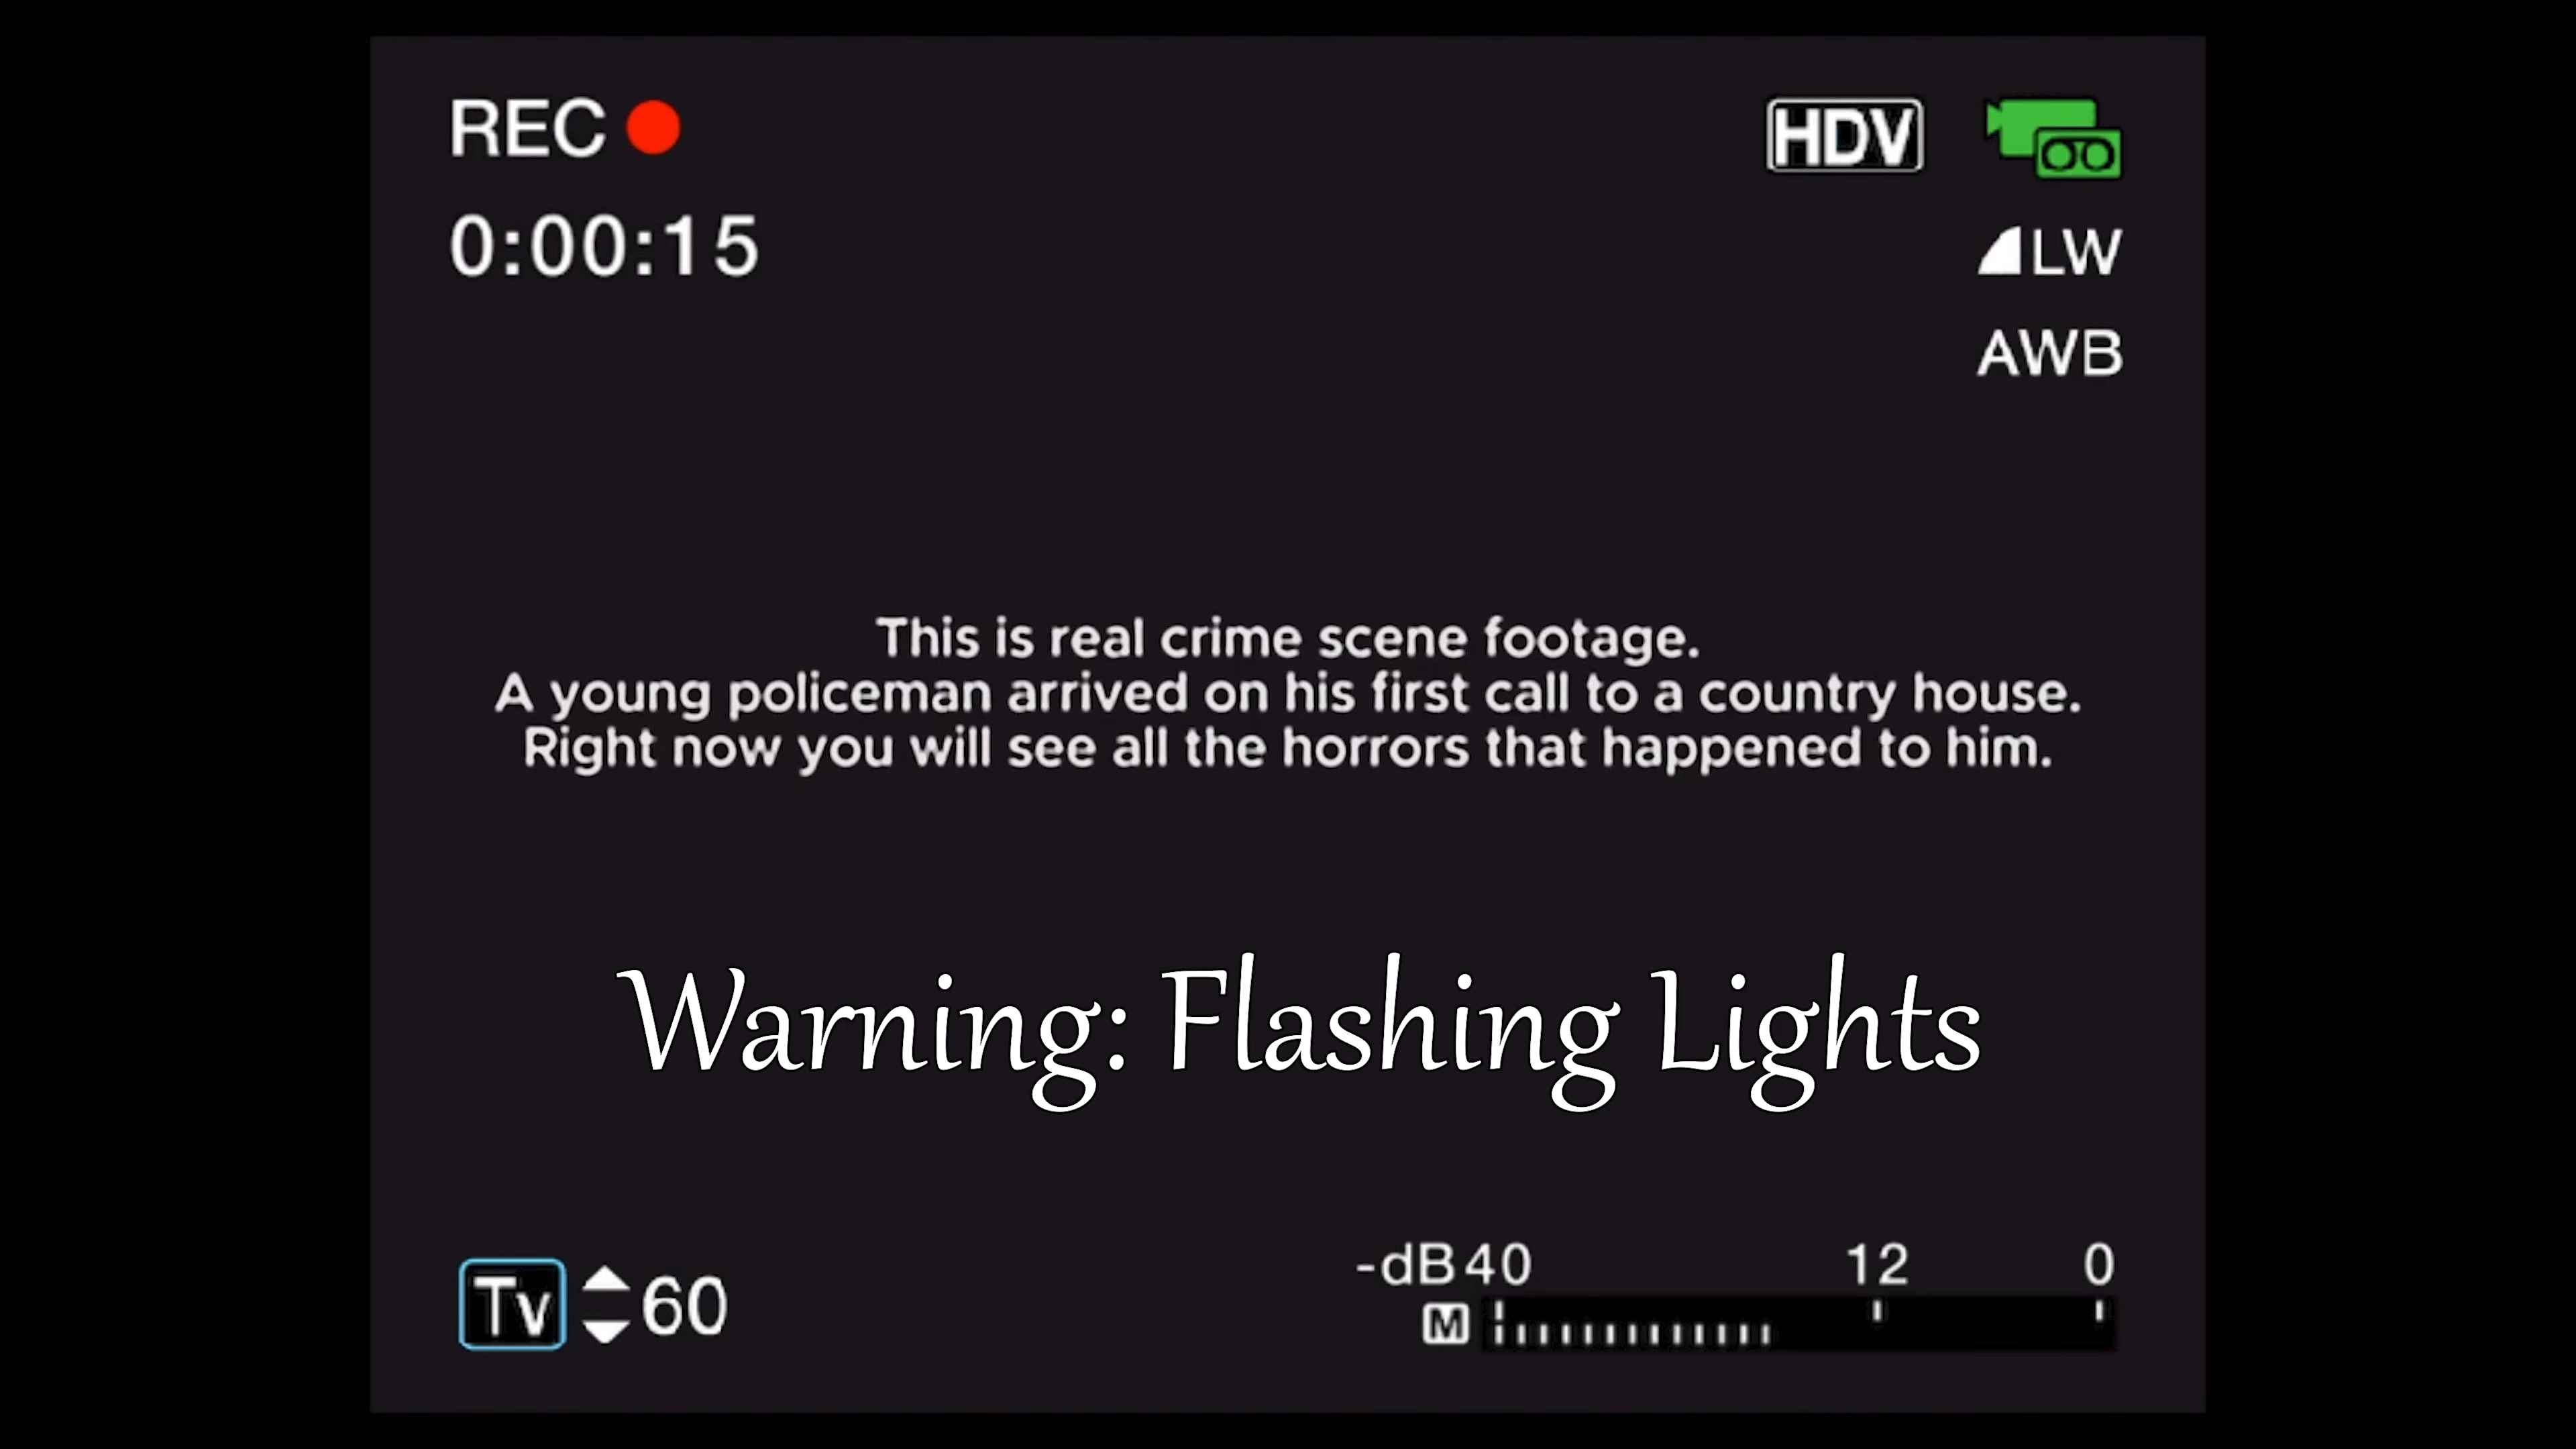 REC
HDV
0:00:15
LW
AWB
This is real crime scene footage.
A young policeman arrived on his first call to a country house.
Right now you will see all the horrors that happened to him.
Warning: Flashing Lights
-dB 40 12 0
Tv 60
M